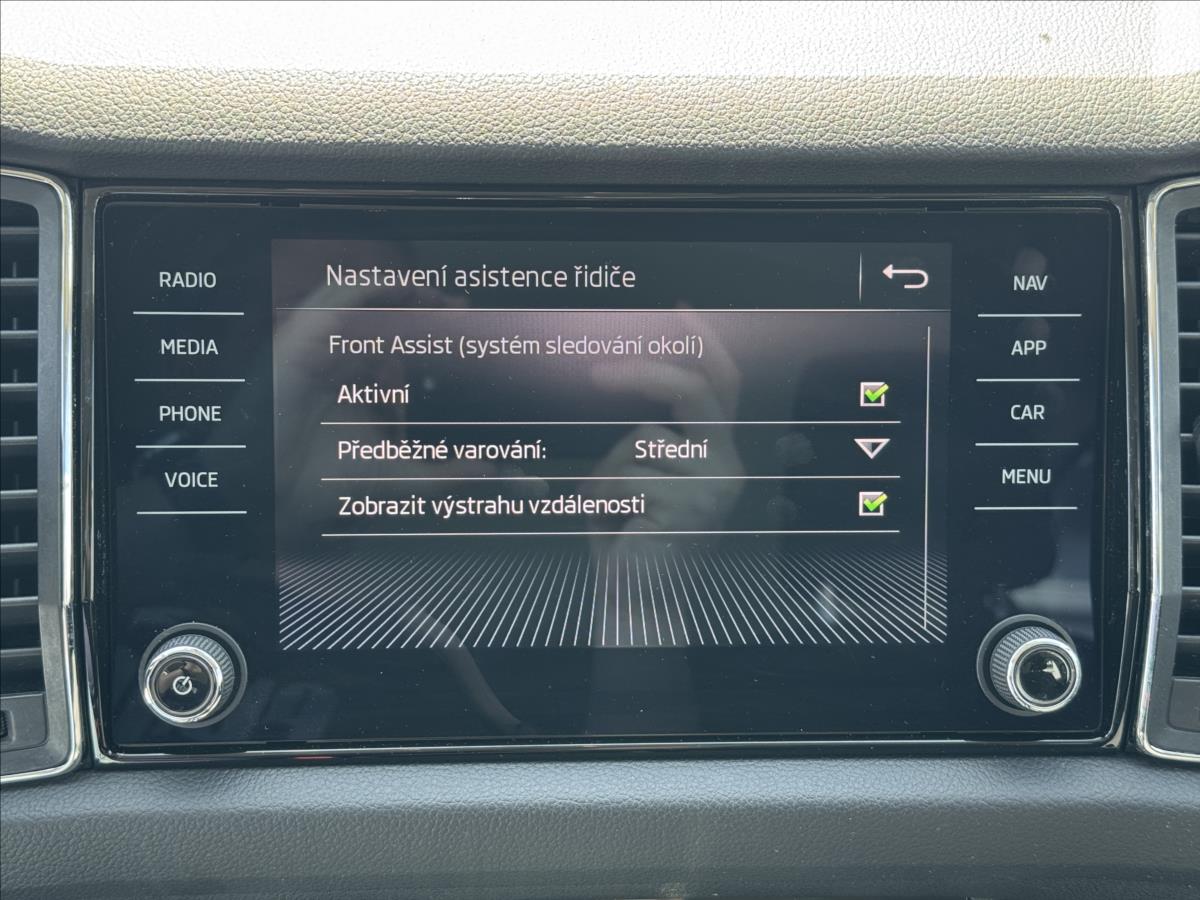 RADIO
MEDIA
PHONE
VOICE
Nastavení asistence řidiče
Front Assist (systém sledování okolí)
Aktivní
Předběžné varování: Střední
Zobrazit výstrahu vzdálenosti
NAV
APP
CAR
MENU